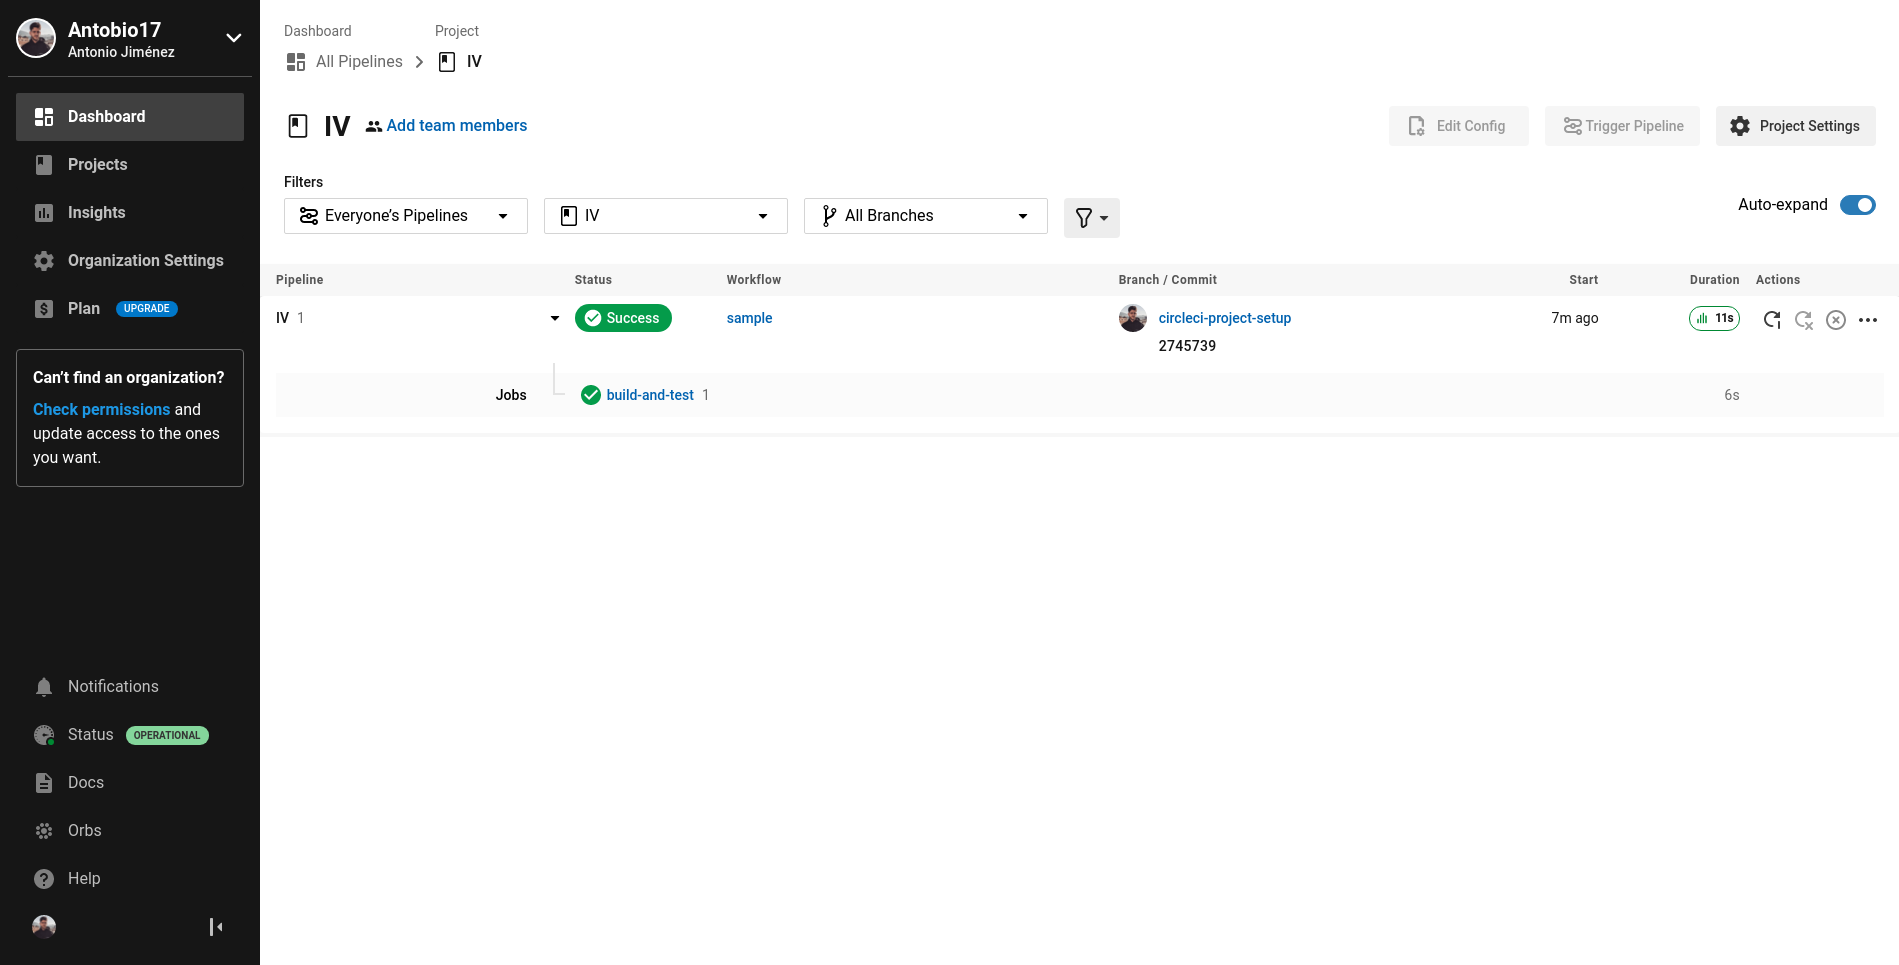 Antobio17
Antonio Jiménez
Dashboard
Projects
Insights
Organization Settings
Plan UPGRADE
Can't find an organization?
Check permissions and
update access to the ones
you want.
Notifications
Status OPERATIONAL
Docs
Orbs
Help
Dashboard Project
All Pipelines IV
IV Add team members
Edit Config Trigger Pipeline Project Settings
Filters
Everyone's Pipelines IV All Branches
Auto-expand
Pipeline Status Workflow Branch / Commit Start Duration Actions
IV 1 Success sample circleci-project-setup 7m ago 11s
2745739
Jobs build-and-test 1 6s